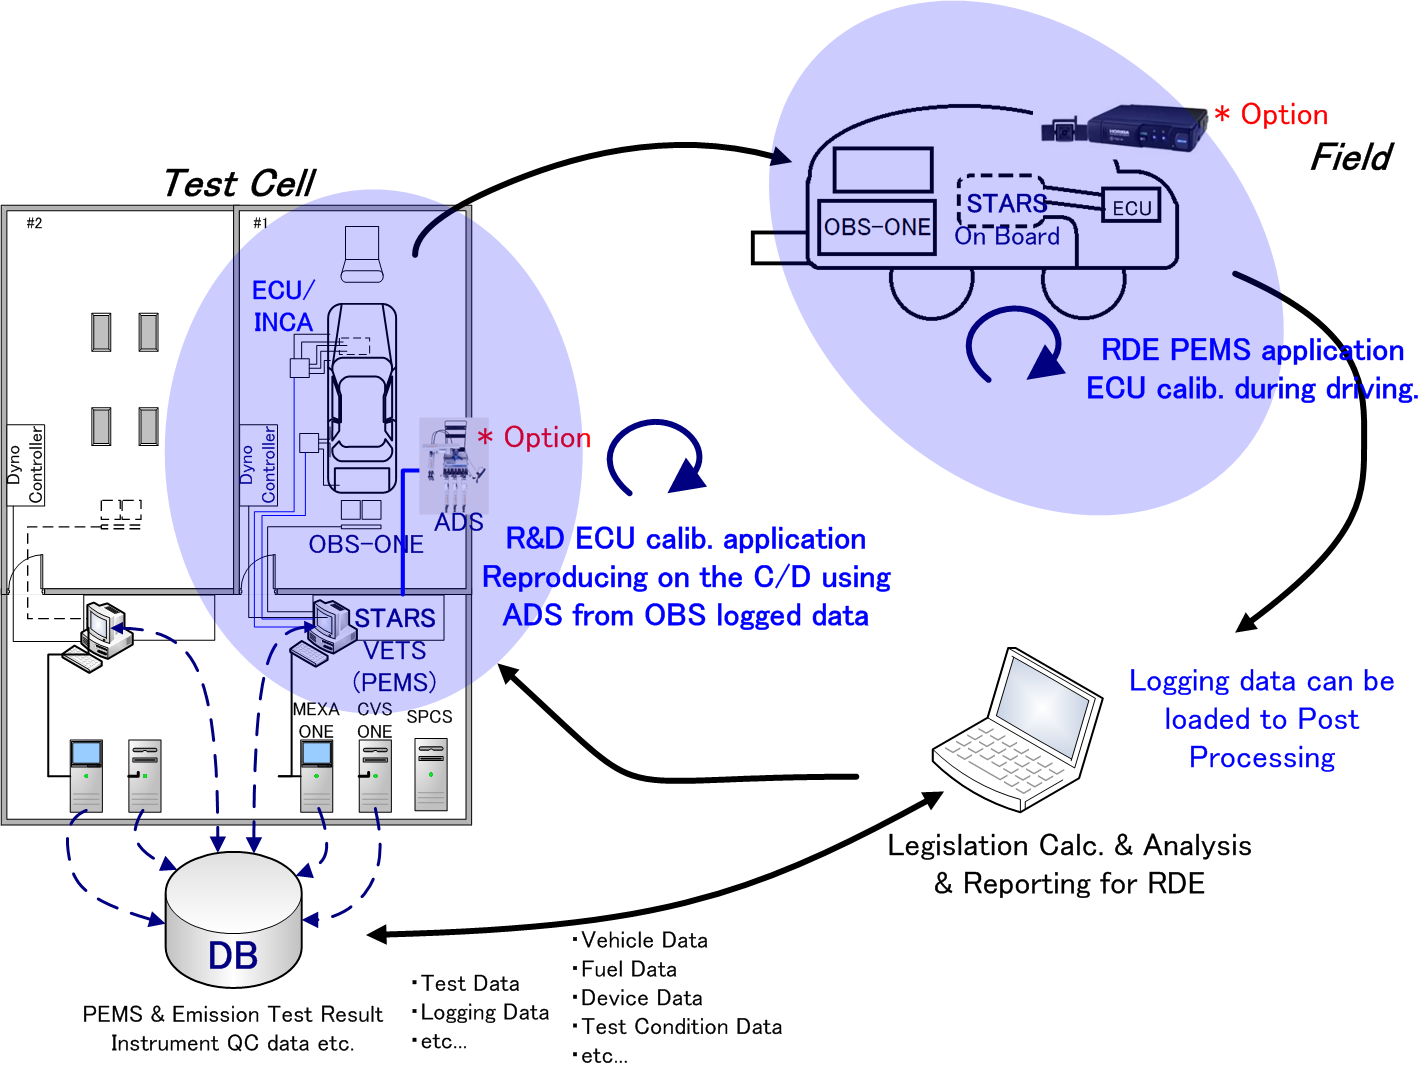 * Option
Field
Test Cell
#2
#1
STARS
ECU
OBS-ONE
On Board
ECU/
INCA
RDE PEMS application
ECU calib. during driving.
Dyno
Controller
Dyno
Controller
* Option
ADS
OBS-ONE
R&D ECU calib. application
Reproducing on the C/D using
ADS from OBS logged data
STARS
VETS
(PEMS)
MEXA
ONE
CVS
ONE
SPCS
Logging data can be
loaded to Post
Processing
Legislation Calc. & Analysis
& Reporting for RDE
DB
PEMS & Emission Test Result
Instrument QC data etc.
・Test Data
・Logging Data
・etc...
・Vehicle Data
・Fuel Data
・Device Data
・Test Condition Data
・etc...
HORIBA